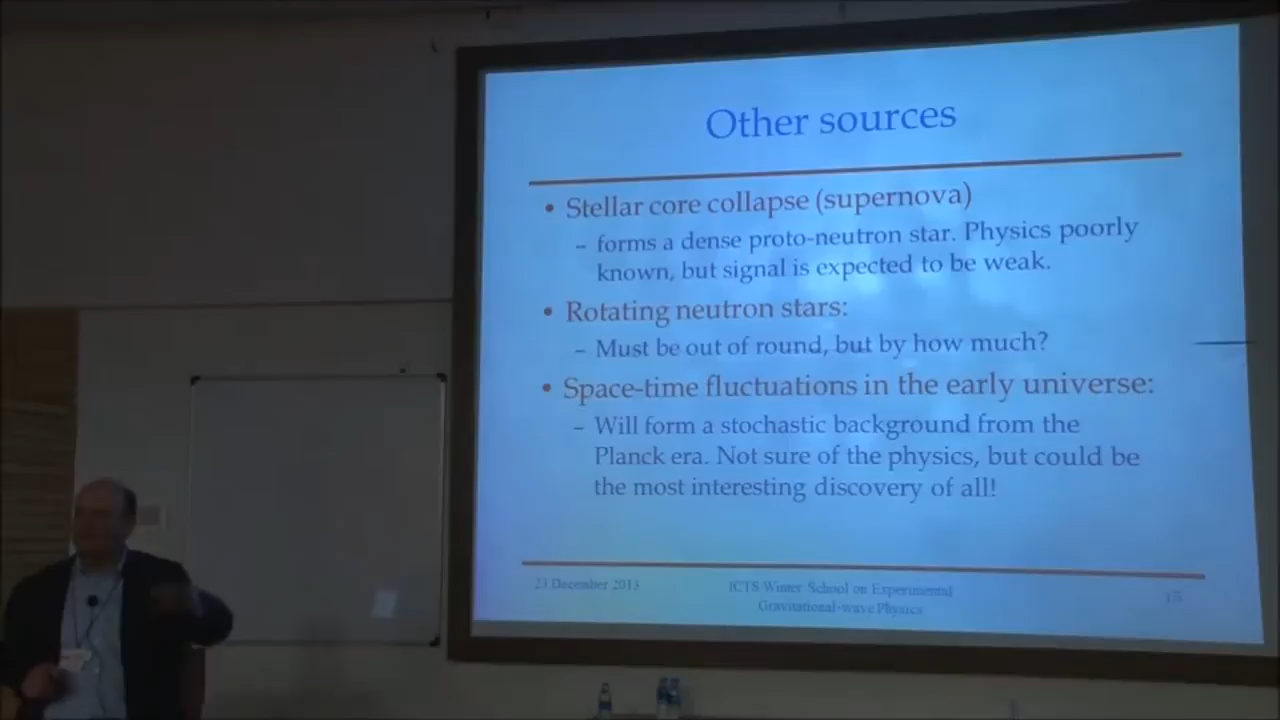 Other sources
• Stellar core collapse (supernova)
– forms a dense proto-neutron star. Physics poorly
known, but signal is expected to be weak.
• Rotating neutron stars:
– Must be out of round, but by how much?
• Space-time fluctuations in the early universe:
– Will form a stochastic background from the
Planck era. Not sure of the physics, but could be
the most interesting discovery of all!
23 December 2013
ICTS Winter School on Experimental
Gravitational-wave Physics